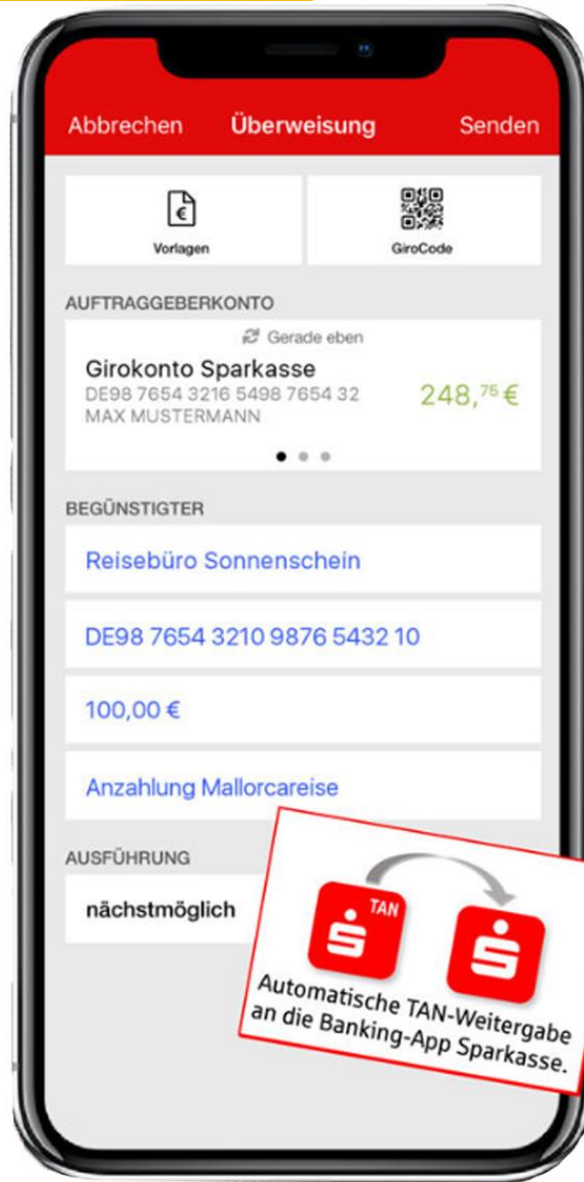 Abbrechen Überweisung Senden
Vorlagen GiroCode
AUFTRAGGEBERKONTO
Gerade eben
Girokonto Sparkasse
DE98 7654 3216 5498 7654 32 248,75 €
MAX MUSTERMANN
BEGÜNSTIGTER
Reisebüro Sonnenschein
DE98 7654 3210 9876 5432 10
100,00 €
Anzahlung Mallorcareise
AUSFÜHRUNG
nächstmöglich
TAN
Automatische TAN-Weitergabe
an die Banking-App Sparkasse.